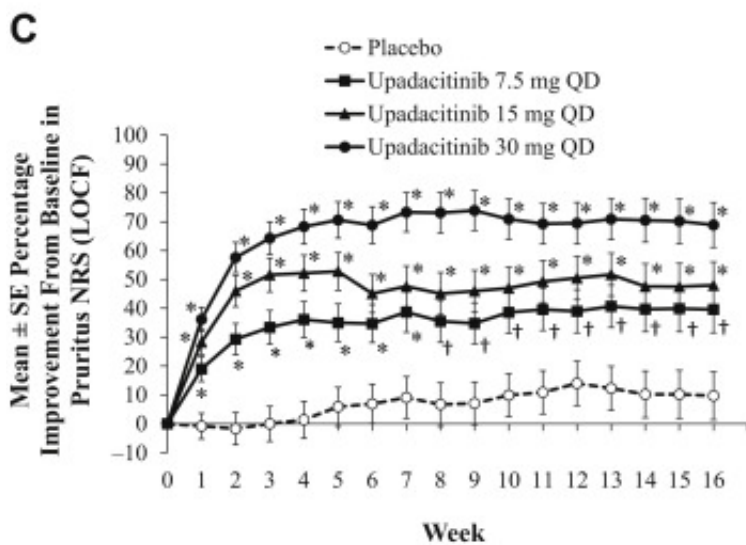 C
Placebo
Upadacitinib 7.5 mg QD
Upadacitinib 15 mg QD
Upadacitinib 30 mg QD
Mean ± SE Percentage
Improvement From Baseline in
Pruritus NRS (LOCF)
100
90
80
70
60
50
40
30
20
10
0
–10
* * * * * * * * * * * * * * * *
* * * * * * * * * * * * * * * *
* * * * * * * † † † † † † † † †
0 1 2 3 4 5 6 7 8 9 10 11 12 13 14 15 16
Week